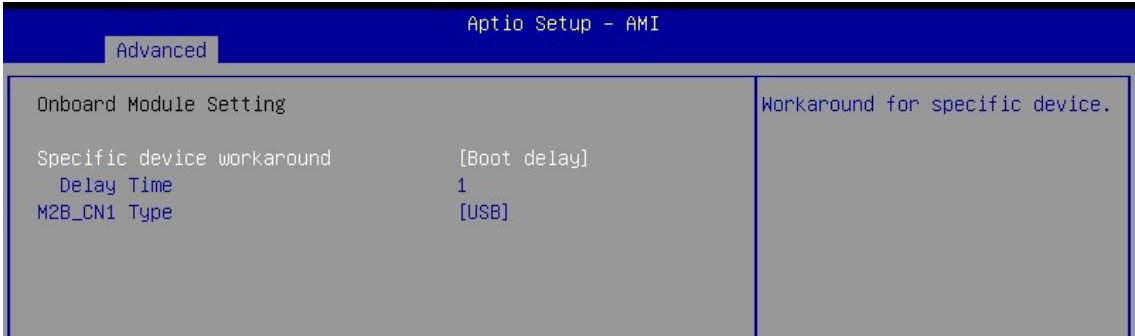 Aptio Setup - AMI
Advanced
Onboard Module Setting
Workaround for specific device.
Specific device workaround [Boot delay]
Delay Time 1
M2B_CN1 Type [USB]